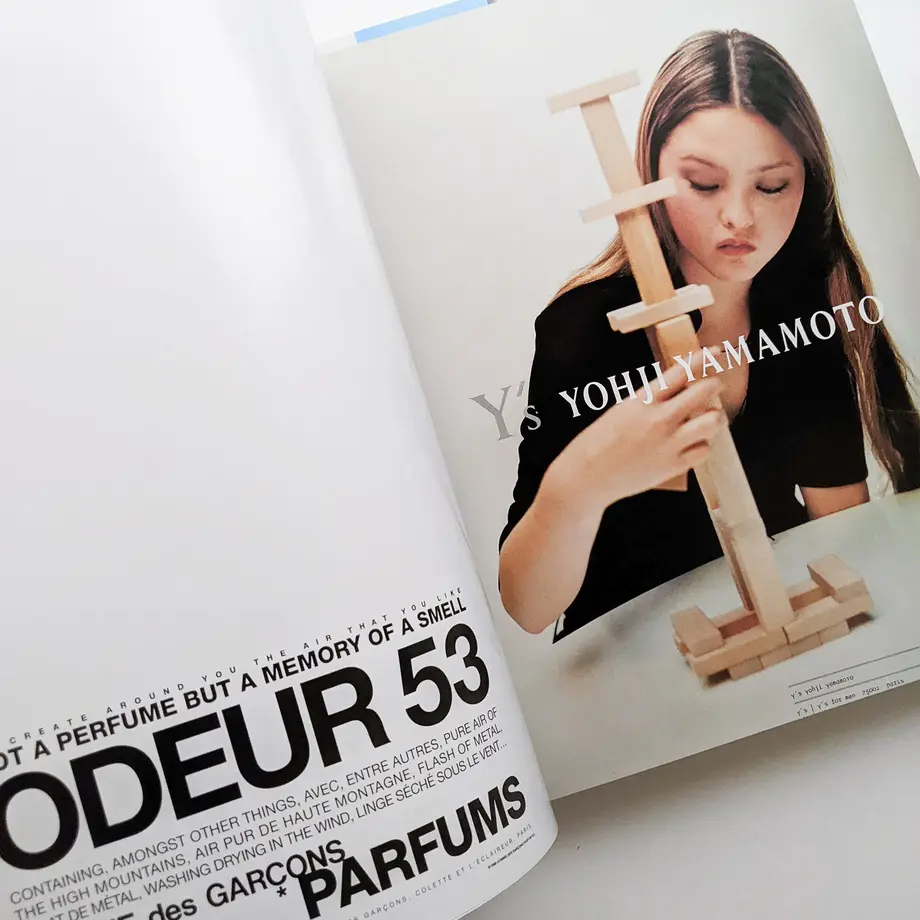 CREATE AROUND YOU THE AIR THAT YOU LIKE
A PERFUME BUT A MEMORY OF A SMELL
ODEUR 53
CONTAINING, AMONGST OTHER THINGS, AVEC, ENTRE AUTRES, PURE AIR OF
THE HIGH MOUNTAINS, AIR PUR DE HAUTE MONTAGNE, FLASH OF METAL,
DE MÉTAL, WASHING DRYING IN THE WIND, LINGE SÉCHÉ SOUS LE VENT...
des GARÇONS
* PARFUMS
GARÇONS, COLETTE ET L'ÉCLAIREUR, PARIS
Y's YOHJI YAMAMOTO
y's yohji yamamoto
y's | y's for men 75001 paris